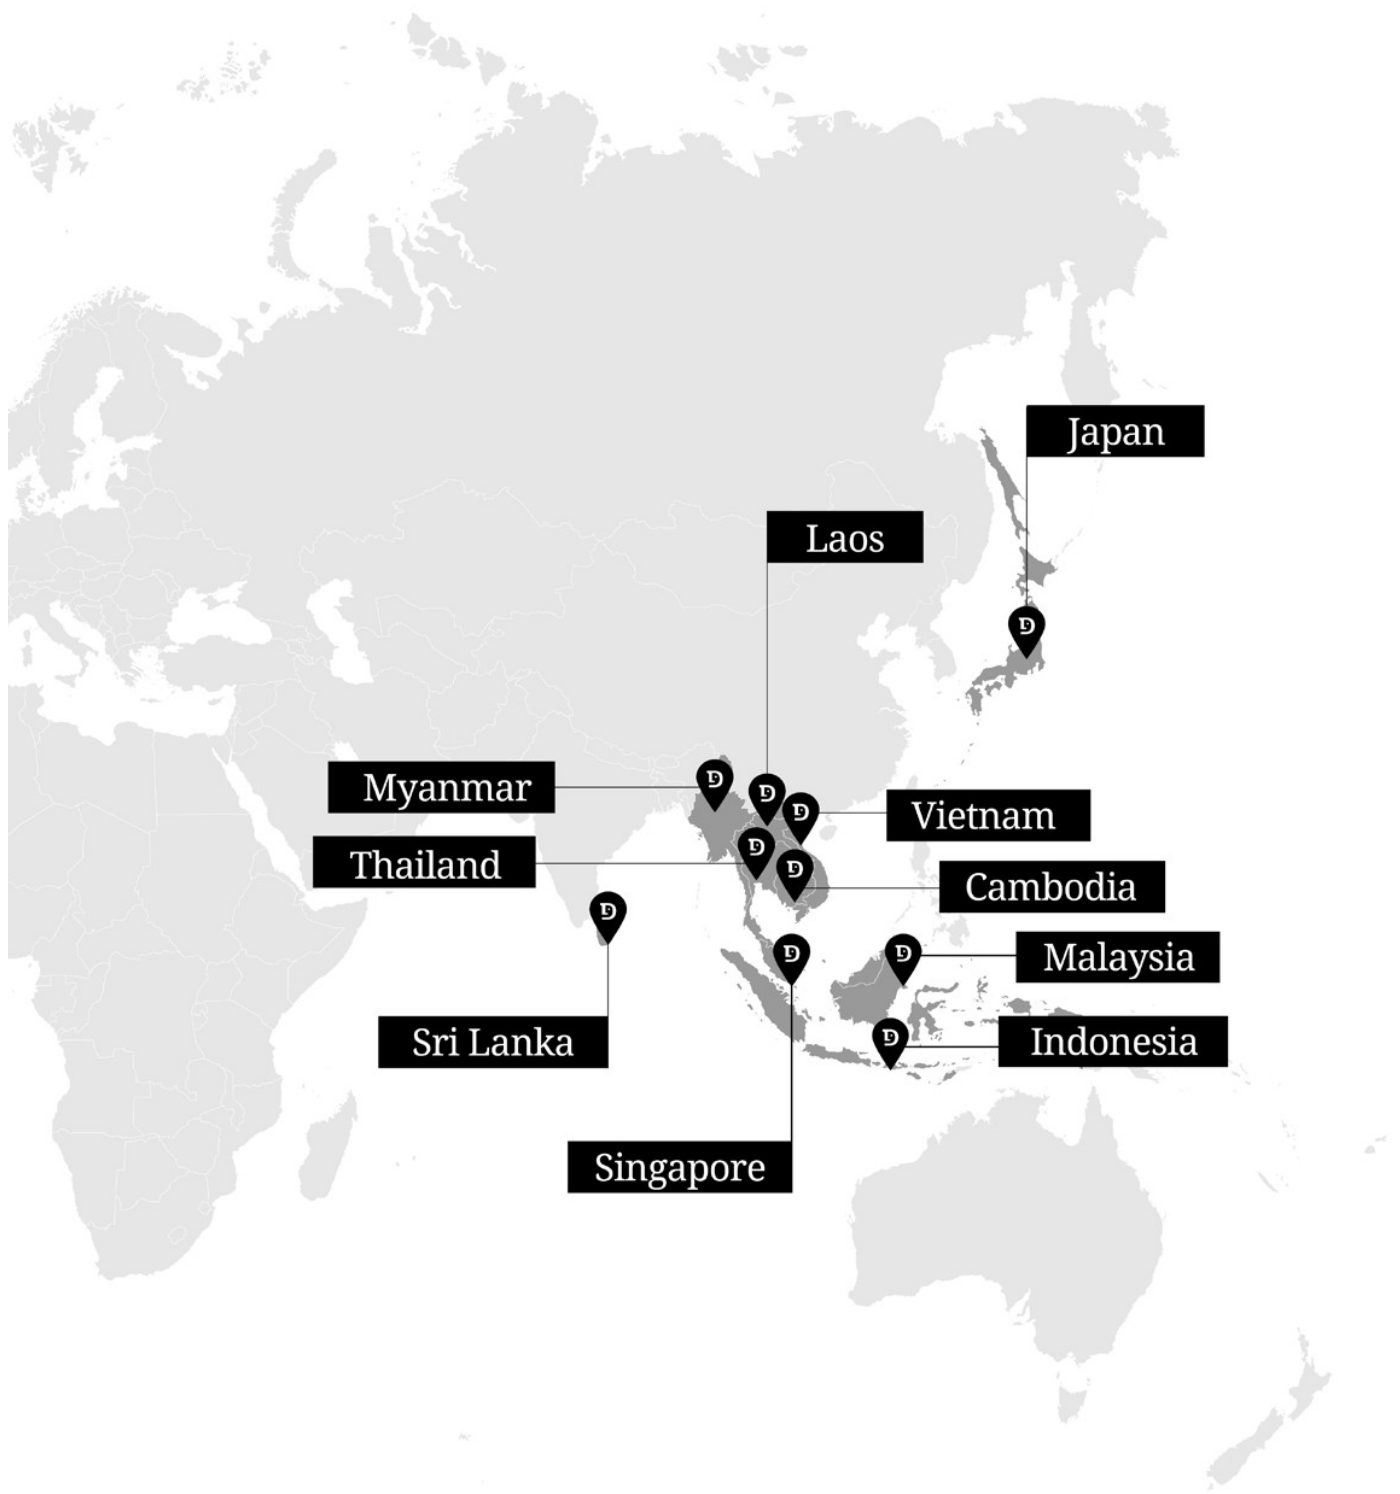 Japan
Laos
Myanmar
Vietnam
Thailand
Cambodia
Malaysia
Sri Lanka
Indonesia
Singapore